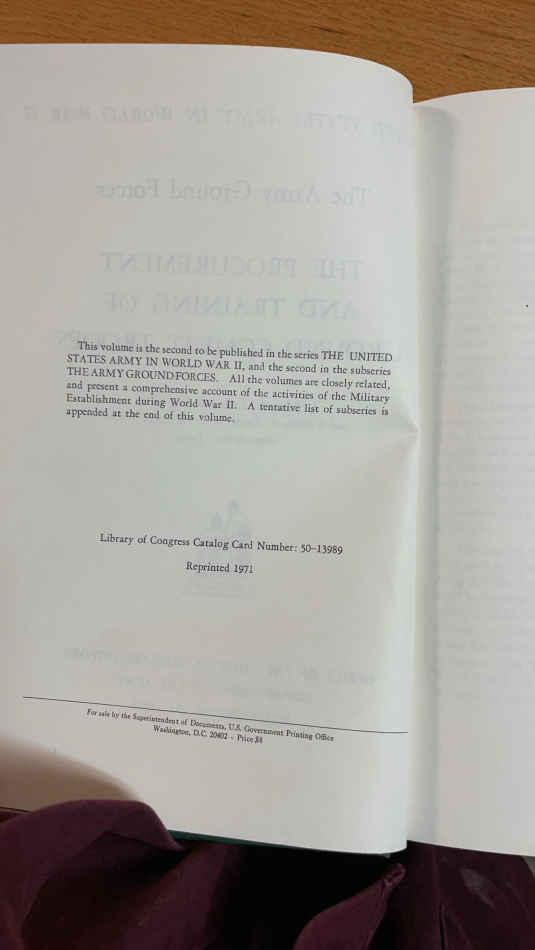 This volume is the second to be published in the series THE UNITED
STATES ARMY IN WORLD WAR II, and the second in the subseries
THE ARMY GROUND FORCES. All the volumes are closely related,
and present a comprehensive account of the activities of the Military
Establishment during World War II. A tentative list of subseries is
appended at the end of this volume.
Library of Congress Catalog Card Number: 50–13989
Reprinted 1971
For sale by the Superintendent of Documents, U.S. Government Printing Office
Washington, D.C. 20402 - Price $8